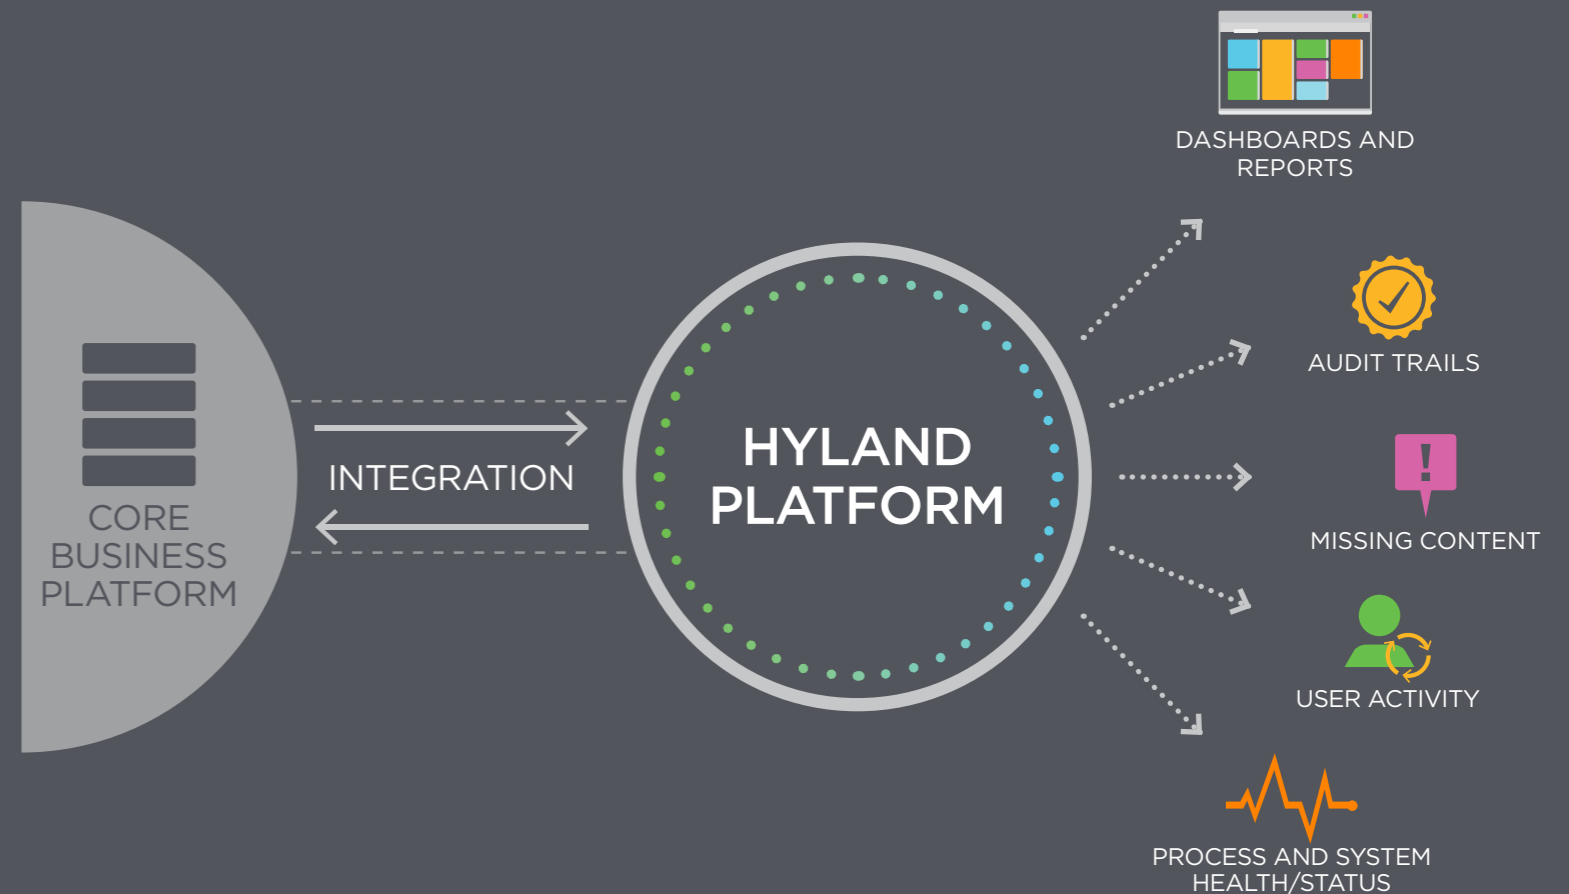 CORE
BUSINESS
PLATFORM
INTEGRATION
HYLAND
PLATFORM
DASHBOARDS AND
REPORTS
AUDIT TRAILS
!
MISSING CONTENT
USER ACTIVITY
PROCESS AND SYSTEM
HEALTH/STATUS